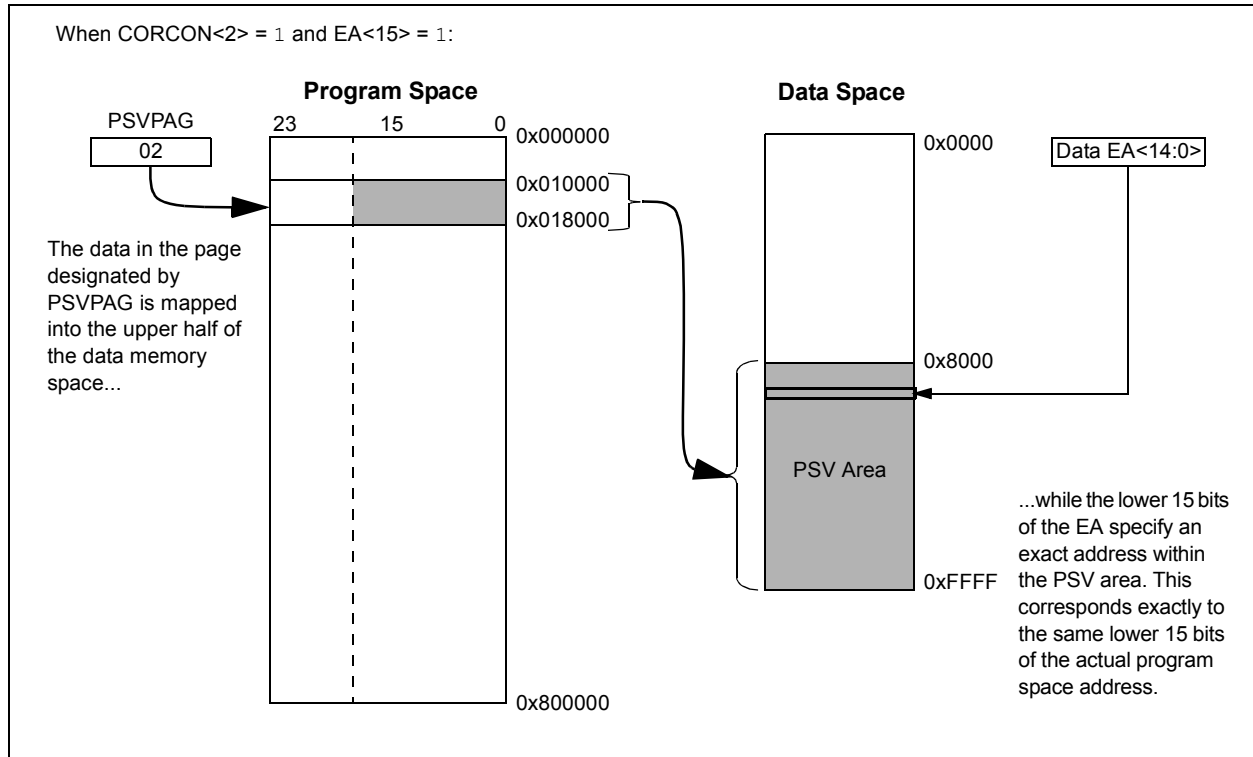 When CORCON<2> = 1 and EA<15> = 1:
Program Space
Data Space
PSVPAG
02
23
15
0
0x000000
0x010000
0x018000
0x800000
The data in the page
designated by
PSVPAG is mapped
into the upper half of
the data memory
space...
0x0000
0x8000
0xFFFF
PSV Area
Data EA<14:0>
...while the lower 15 bits
of the EA specify an
exact address within
the PSV area. This
corresponds exactly to
the same lower 15 bits
of the actual program
space address.